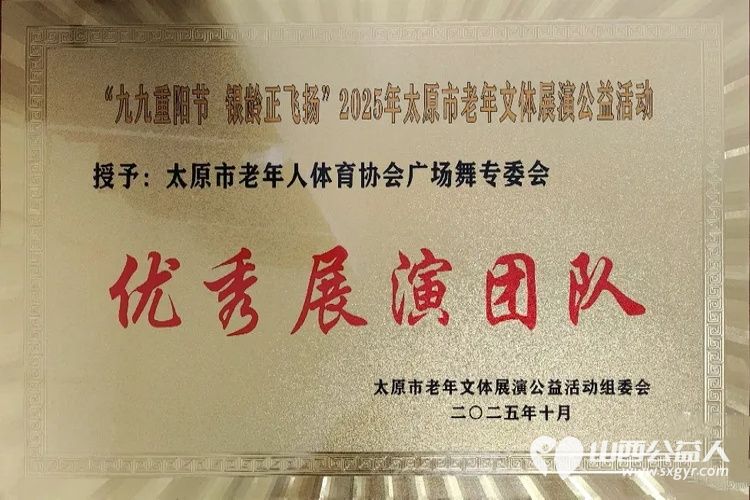 “九九重阳节 银龄正飞扬”2025年太原市老年文体展演公益活动
授予：太原市老年人体育协会广场舞专委会
优秀展演团队
太原市老年文体展演公益活动组委会
二〇二五年十月
山西公益人
www.sxgyr.com